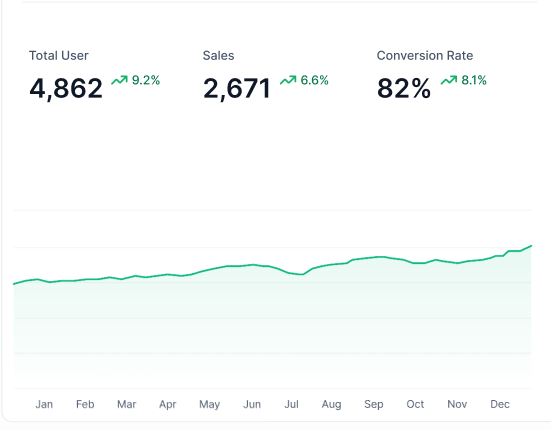 Total User Sales Conversion Rate
4,862 9.2% 2,671 6.6% 82% 8.1%
Jan Feb Mar Apr May Jun Jul Aug Sep Oct Nov Dec